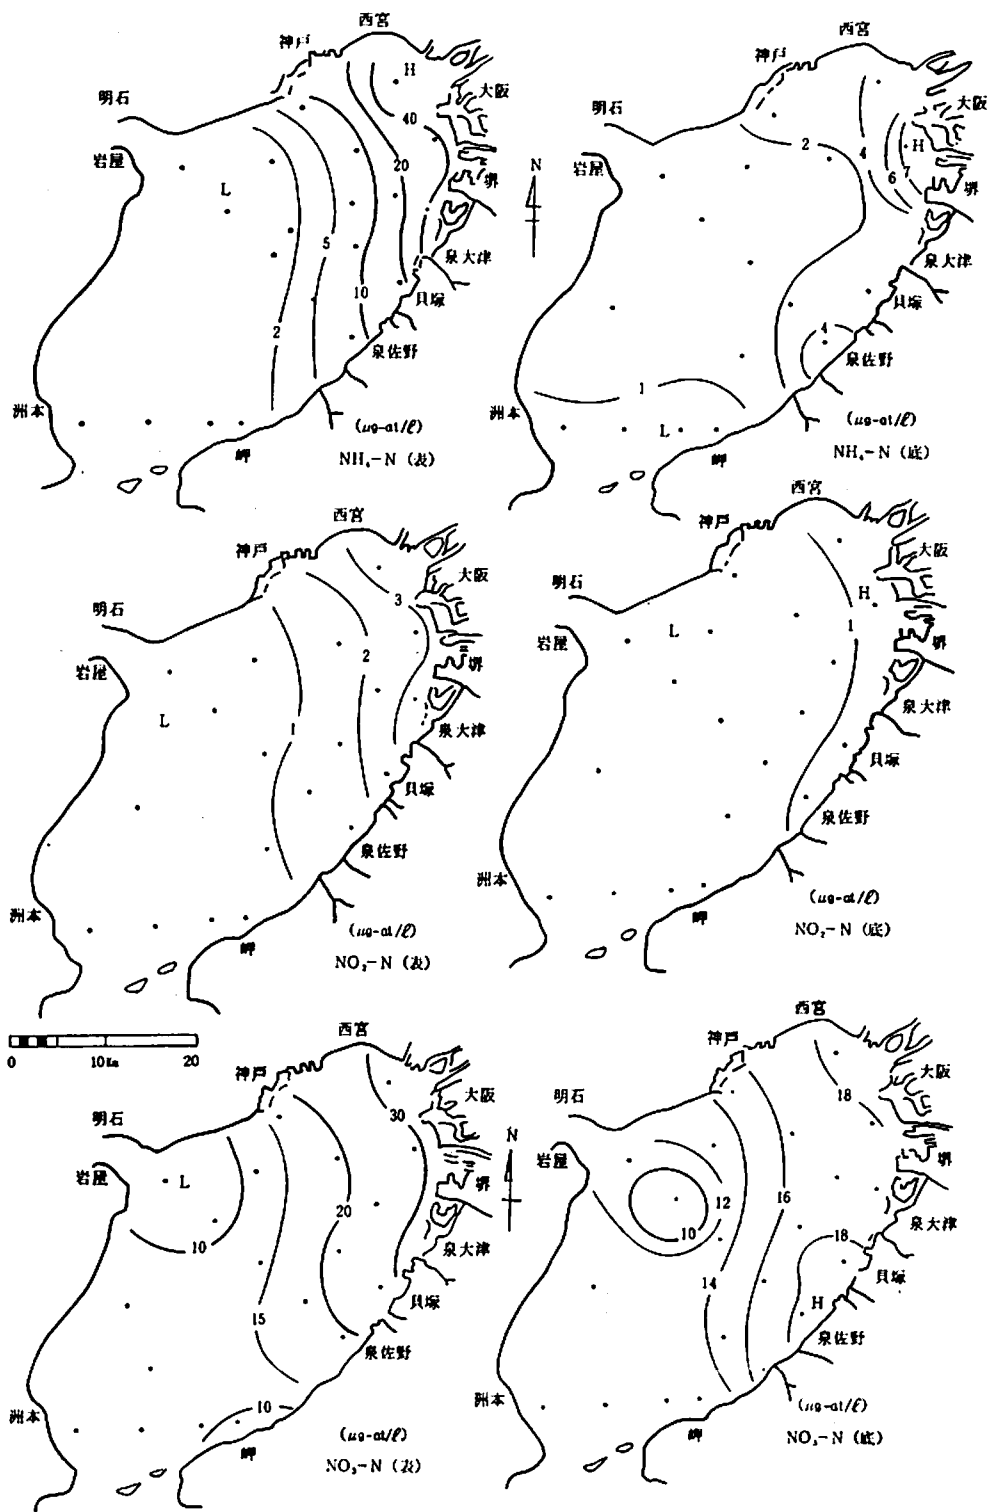 西宮
神戸
H
明石
大阪
40
岩屋
20
堺
L
5
泉大津
10
貝塚
2
泉佐野
洲本
(μg-at/ℓ)
岬
NH₄-N (表)
N
西宮
神戸
大阪
2
4
H
岩屋
6
7
堺
泉大津
貝塚
4
泉佐野
1
洲本
L
(μg-at/ℓ)
岬
NH₄-N (底)
西宮
神戸
大阪
明石
3
2
岩屋
堺
L
1
泉大津
貝塚
泉佐野
洲本
(μg-at/ℓ)
岬
NO₂-N (表)
西宮
神戸
大阪
明石
H
L
1
岩屋
堺
泉大津
貝塚
泉佐野
洲本
(μg-at/ℓ)
岬
NO₂-N (底)
0 10Km 20
西宮
神戸
大阪
明石
30
岩屋
L
堺
20
10
泉大津
貝塚
15
泉佐野
洲本
10
(μg-at/ℓ)
岬
NO₃-N (表)
N
西宮
神戸
大阪
18
明石
岩屋
堺
12
16
10
泉大津
18
14
貝塚
H
泉佐野
洲本
(μg-at/ℓ)
岬
NO₃-N (底)